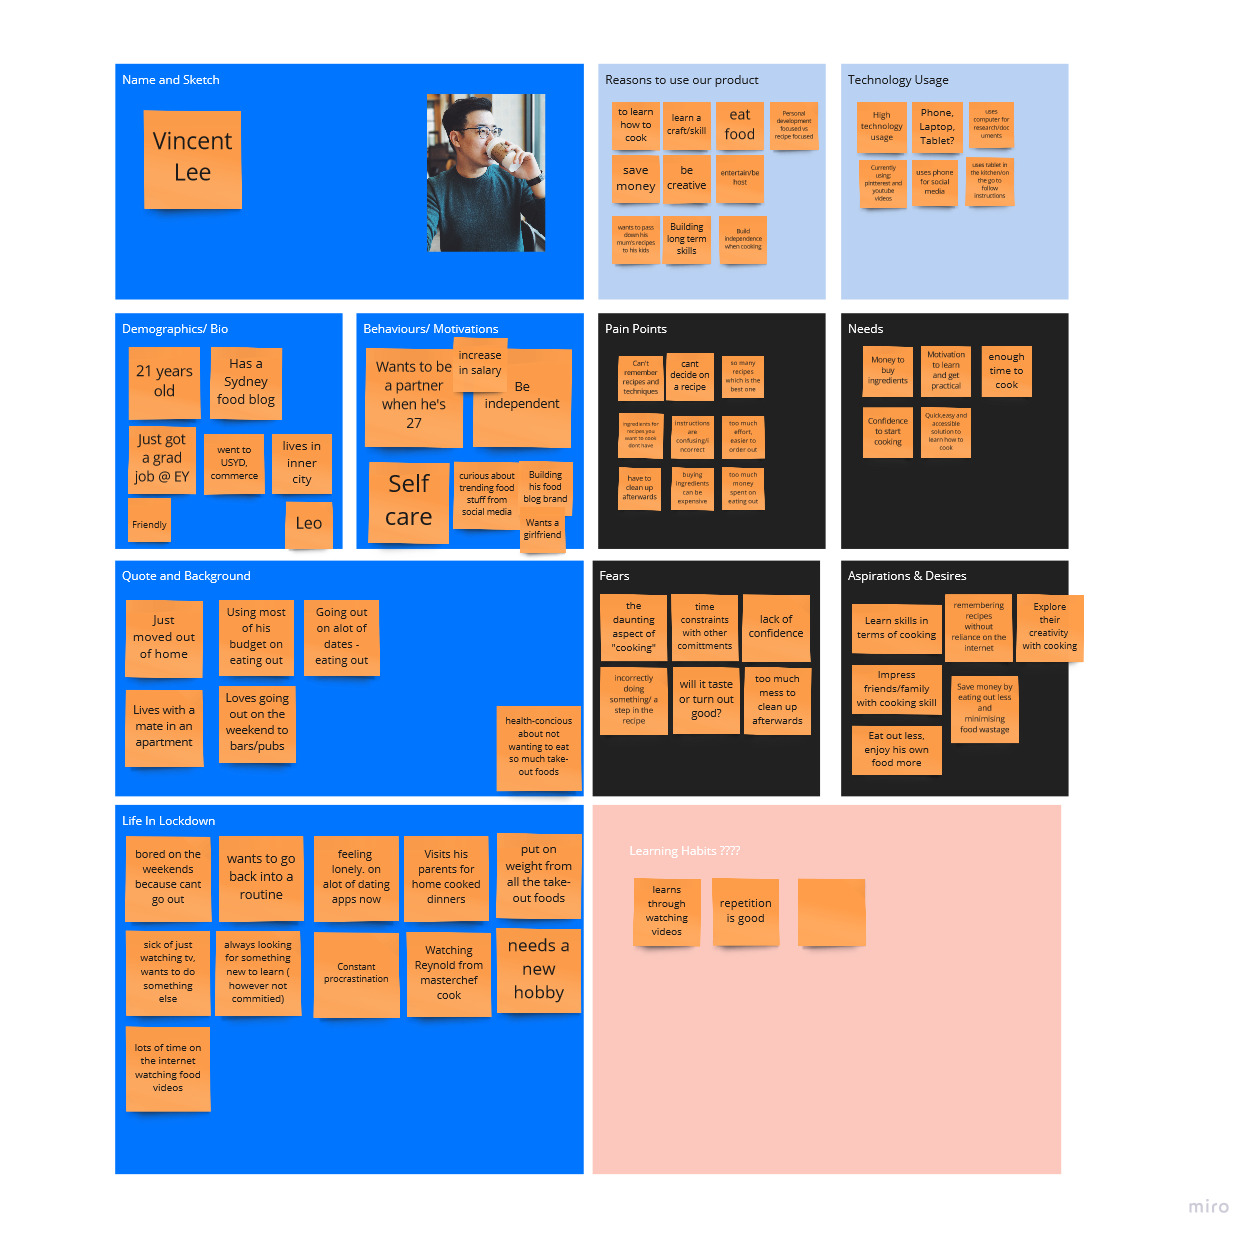 Name and Sketch
Vincent
Lee
Reasons to use our product
to learn
how to
cook
learn a
craft/skill
eat
food
Personal
development
focused vs
recipe focused
save
money
be
creative
entertain/be
host
wants to pass
down his
mum's recipes
to his kids
Building
long term
skills
Build
independence
when cooking
Technology Usage
High
technology
usage
Phone,
Laptop,
Tablet?
uses
computer for
research/doc
uments
Currently
using:
pintterest and
youtube
videos
uses phone
for social
media
uses tablet in
the kitchen/on
the go to
follow
instructions
Demographics/ Bio
21 years
old
Has a
Sydney
food blog
Just got
a grad
job @ EY
went to
USYD,
commerce
lives in
inner
city
Friendly
Leo
Behaviours/ Motivations
Wants to be
a partner
when he's
27
increase
in salary
Be
independent
Self
care
curious about
trending food
stuff from
social media
Building
his food
blog brand
Wants a
girlfriend
Pain Points
Can't
remember
recipes and
techniques
cant
decide on
a recipe
so many
recipes
which is the
best one
ingredients for
recipes you
want to cook
dont have
instructions
are
confusing/i
ncorrect
too much
effort,
easier to
order out
have to
clean up
afterwards
buying
ingredients
can be
expensive
too much
money
spent on
eating out
Needs
Money to
buy
ingredients
Motivation
to learn
and get
practical
enough
time to
cook
Confidence
to start
cooking
Quick,easy and
accessible
solution to
learn how to
cook
Quote and Background
Just
moved out
of home
Using most
of his
budget on
eating out
Going out
on alot of
dates -
eating out
Lives with a
mate in an
apartment
Loves going
out on the
weekend to
bars/pubs
health-concious
about not
wanting to eat
so much take-
out foods
Fears
the
daunting
aspect of
"cooking"
time
constraints
with other
comittments
lack of
confidence
incorrectly
doing
something/ a
step in the
recipe
will it taste
or turn out
good?
too much
mess to
clean up
afterwards
Aspirations & Desires
Learn skills in
terms of cooking
remembering
recipes
without
reliance on the
internet
Explore
their
creativity
with cooking
Impress
friends/family
with cooking skill
Save money by
eating out less
and
minimising
food wastage
Eat out less,
enjoy his own
food more
Life In Lockdown
bored on the
weekends
because cant
go out
wants to go
back into a
routine
feeling
lonely. on
alot of dating
apps now
Visits his
parents for
home cooked
dinners
put on
weight from
all the take-
out foods
sick of just
watching tv,
wants to do
something
else
always looking
for something
new to learn (
however not
commitied)
Constant
procrastination
Watching
Reynold from
masterchef
cook
needs a
new
hobby
lots of time on
the internet
watching food
videos
Learning Habits ????
learns
through
watching
videos
repetition
is good
miro